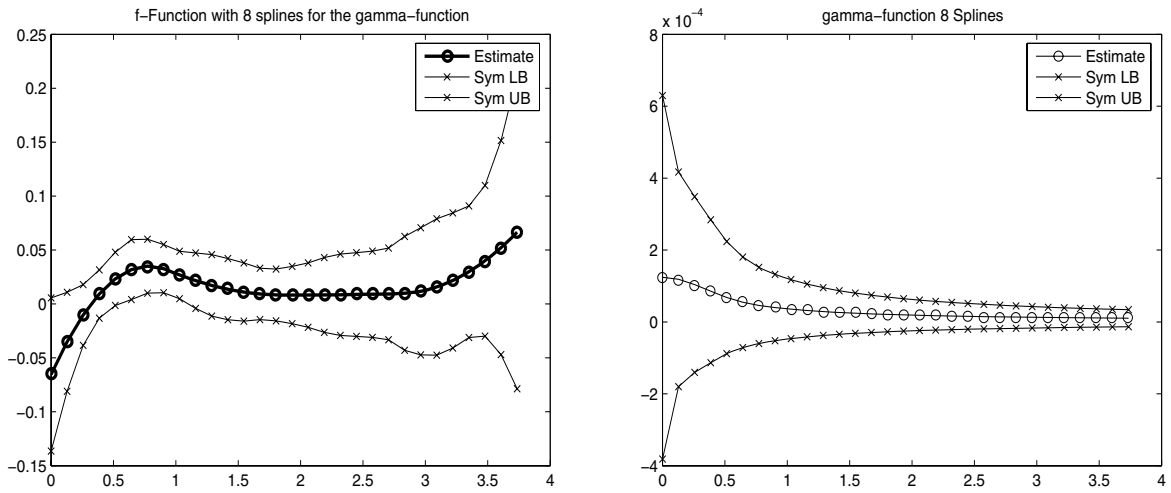 f−Function with 8 splines for the gamma−function
0.25
0.2
0.15
0.1
0.05
0
−0.05
−0.1
−0.15
0 0.5 1 1.5 2 2.5 3 3.5 4
Estimate
Sym LB
Sym UB
gamma−function 8 Splines
x 10−4
8
6
4
2
0
−2
−4
0 0.5 1 1.5 2 2.5 3 3.5 4
Estimate
Sym LB
Sym UB